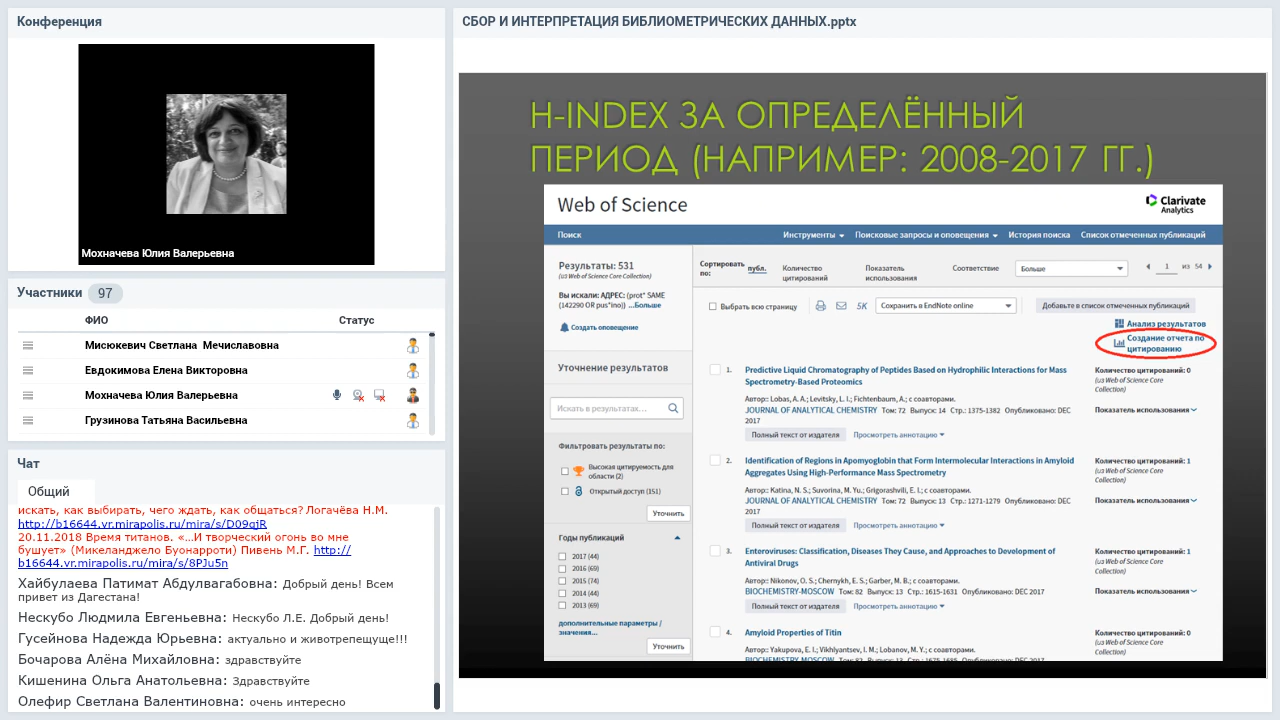 Конференция
Мохначева Юлия Валерьевна
Участники 97
ФИО Статус
Мисюкевич Светлана Мечиславовна
Евдокимова Елена Викторовна
Мохначева Юлия Валерьевна
Грузинова Татьяна Васильевна
Чат
Общий
искать, как выбирать, чего ждать, как общаться? Логачёва Н.М.
http://b16644.vr.mirapolis.ru/mira/s/D09qjR
20.11.2018 Время титанов. «...И творческий огонь во мне
бушует» (Микеланджело Буонарроти) Пивень М.Г. http://
b16644.vr.mirapolis.ru/mira/s/8PJu5n
Хайбулаева Патимат Абдулвагабовна: Добрый день! Всем
привет из Дагестана!
Нескубо Людмила Евгеньевна: Нескубо Л.Е. Добрый день!
Гусейнова Надежда Юрьевна: актуально и животрепещуще!!!
Бочарова Алёна Михайловна: здравствуйте
Кишенина Ольга Анатольевна: Здравствуйте
Олефир Светлана Валентиновна: очень интересно
СБОР И ИНТЕРПРЕТАЦИЯ БИБЛИОМЕТРИЧЕСКИХ ДАННЫХ.pptx
H-INDEX ЗА ОПРЕДЕЛЁННЫЙ
ПЕРИОД (НАПРИМЕР: 2008-2017 ГГ.)
Web of Science
Clarivate
Analytics
Поиск Инструменты Поисковые запросы и оповещения История поиска Список отмеченных публикаций
Результаты: 531
(из Web of Science Core Collection)
Вы искали: АДРЕС: (prot* SAME
(142290 OR pus*ino)) ...Больше
Создать оповещение
Уточнение результатов
Искать в результатах...
Фильтровать результаты по:
Высокая цитируемость для
области (2)
Открытый доступ (151)
Уточнить
Годы публикаций
2017 (44)
2016 (69)
2015 (74)
2014 (44)
2013 (69)
дополнительные параметры /
значения...
Уточнить
Сортировать
по:
публ.
Количество
цитирований
Показатель
использования
Соответствие
Больше
1 из 54
Выбрать всю страницу 5K Сохранить в EndNote online Добавьте в список отмеченных публикаций
Анализ результатов
Создание отчета по
цитированию
1. Predictive Liquid Chromatography of Peptides Based on Hydrophilic Interactions for Mass
Spectrometry-Based Proteomics
Автор:: Lobas, A. A.; Levitsky, L. I.; Fichtenbaum, A.; с соавторами.
JOURNAL OF ANALYTICAL CHEMISTRY Том: 72 Выпуск: 14 Стр.: 1375-1382 Опубликовано: DEC
2017
Полный текст от издателя Просмотреть аннотацию
Количество цитирований: 0
(из Web of Science Core
Collection)
Показатель использования
2. Identification of Regions in Apomyoglobin that Form Intermolecular Interactions in Amyloid
Aggregates Using High-Performance Mass Spectrometry
Автор:: Katina, N. S.; Suvorina, M. Yu.; Grigorashvili, E. I.; с соавторами.
JOURNAL OF ANALYTICAL CHEMISTRY Том: 72 Выпуск: 13 Стр.: 1271-1279 Опубликовано: DEC
2017
Полный текст от издателя Просмотреть аннотацию
Количество цитирований: 1
(из Web of Science Core
Collection)
Показатель использования
3. Enteroviruses: Classification, Diseases They Cause, and Approaches to Development of
Antiviral Drugs
Автор:: Nikonov, O. S.; Chernykh, E. S.; Garber, M. B.; с соавторами.
BIOCHEMISTRY-MOSCOW Том: 82 Выпуск: 13 Стр.: 1615-1631 Опубликовано: DEC 2017
Полный текст от издателя Просмотреть аннотацию
Количество цитирований: 1
(из Web of Science Core
Collection)
Показатель использования
4. Amyloid Properties of Titin
Автор:: Yakupova, E. I.; Vikhlyantsev, I. M.; Lobanov, M. Y.; с соавторами.
BIOCHEMISTRY-MOSCOW Том: 82 Выпуск: 13 Стр.: 1675-1685 Опубликовано: DEC 2017
Количество цитирований: 0
(из Web of Science Core
Collection)